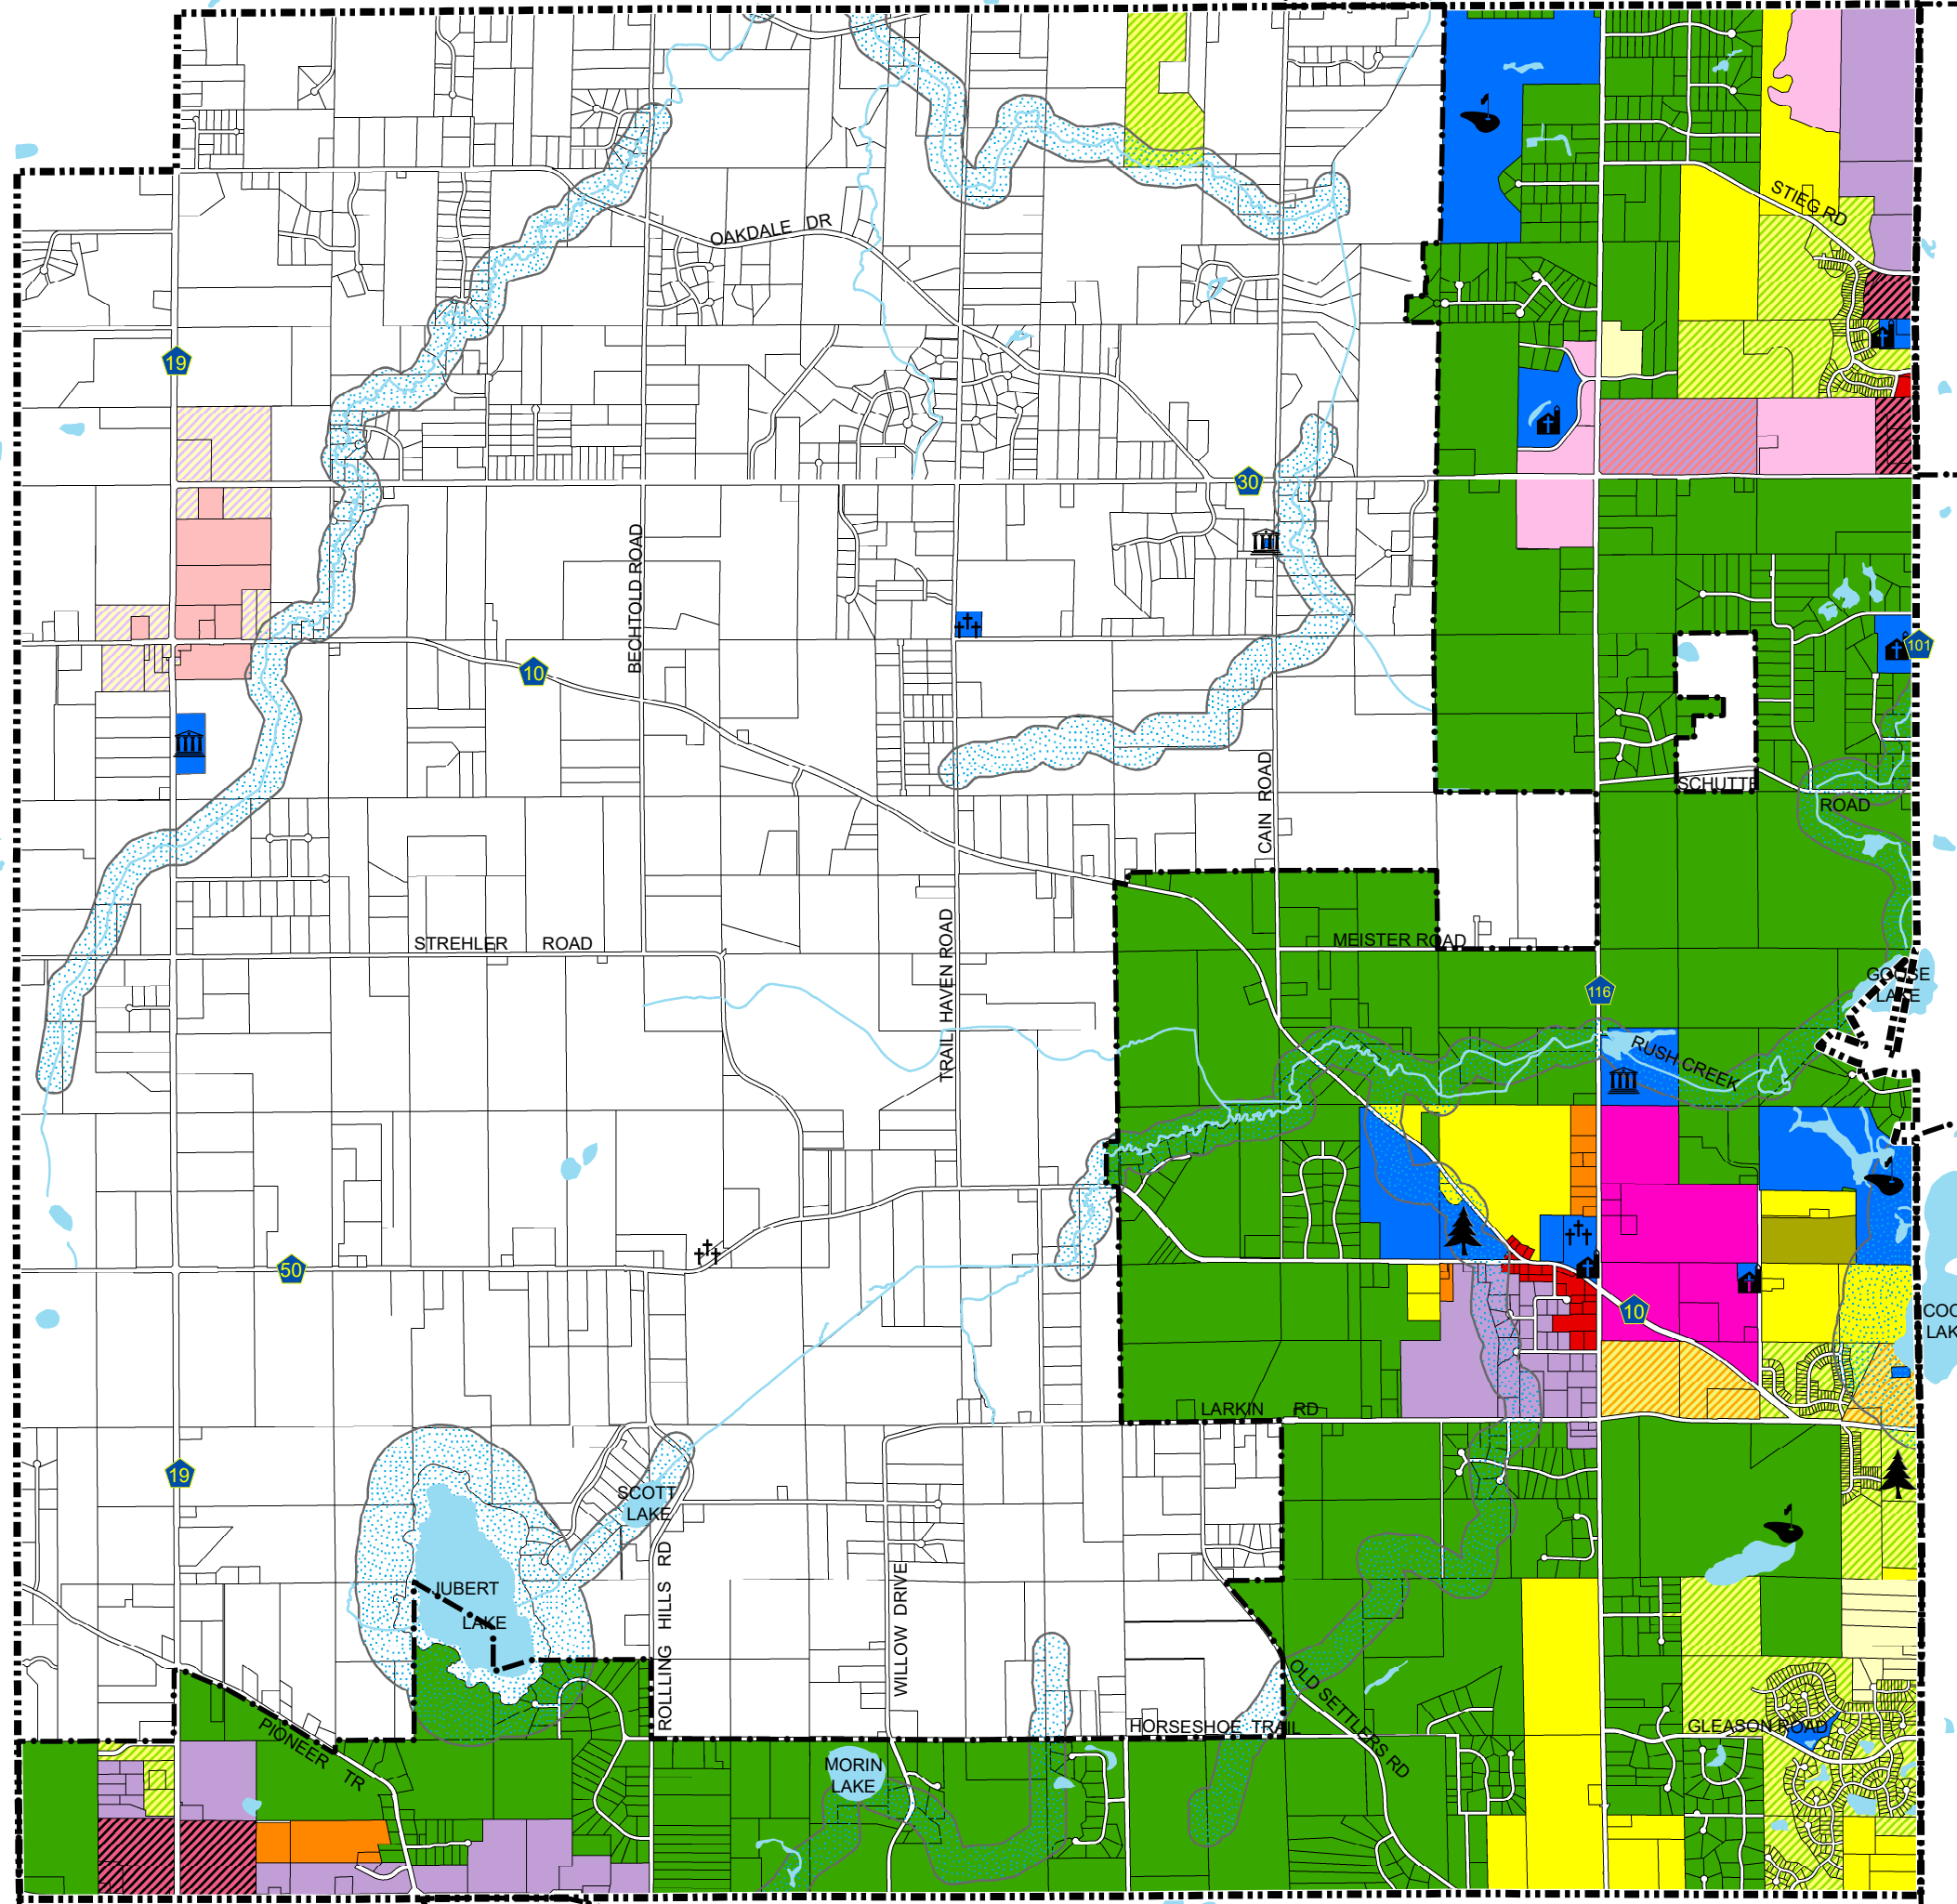 STIEG RD
OAKDALE DR
19
30
BECHTOLD ROAD
10
101
CAIN ROAD
SCHUTTE
ROAD
STREHLER ROAD
TRAIL HAVEN ROAD
MEISTER ROAD
GOOSE
LAKE
116
RUSH CREEK
50
10
LARKIN RD
19
SCOTT
LAKE
JUBERT
LAKE
ROLLLING HILLS RD
WILLOW DRIVE
OLD SETTLERS RD
HORSESHOE TRAIL
GLEASON ROAD
PIONEER TR
MORIN
LAKE